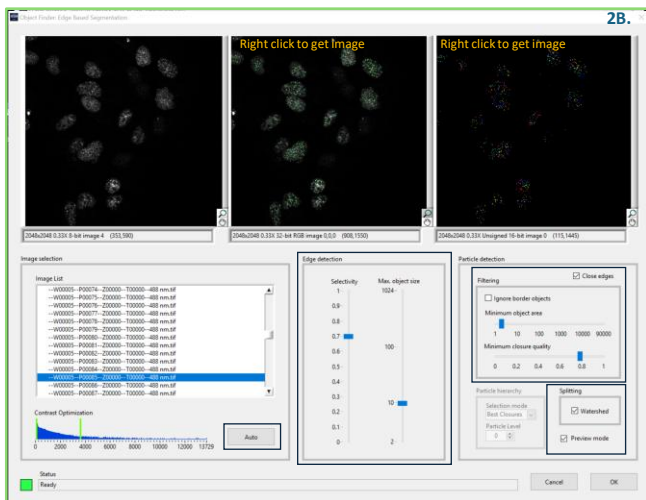 Object Finder: Edge Based Segmentation
2B.
Right click to get image
Right click to get image
2048x2048 0.33X 8-bit image 4 (353,590)
2048x2048 0.33X 32-bit RGB image 0,0,0 (908,1550)
2048x2048 0.33X Unsigned 16-bit image 0 (115,1445)
Image selection
Image List
---W00005--P00074--Z00000--T00000--488 nm.tif
---W00005--P00075--Z00000--T00000--488 nm.tif
---W00005--P00076--Z00000--T00000--488 nm.tif
---W00005--P00077--Z00000--T00000--488 nm.tif
---W00005--P00078--Z00000--T00000--488 nm.tif
---W00005--P00079--Z00000--T00000--488 nm.tif
---W00005--P00080--Z00000--T00000--488 nm.tif
---W00005--P00081--Z00000--T00000--488 nm.tif
---W00005--P00082--Z00000--T00000--488 nm.tif
---W00005--P00083--Z00000--T00000--488 nm.tif
---W00005--P00084--Z00000--T00000--488 nm.tif
---W00005--P00085--Z00000--T00000--488 nm.tif
---W00005--P00086--Z00000--T00000--488 nm.tif
---W00005--P00087--Z00000--T00000--488 nm.tif
Contrast Optimization
0 2000 4000 6000 8000 10000 12000 13729
Auto
Edge detection
Selectivity
1
0.9
0.8
0.7
0.6
0.5
0.4
0.3
0.2
0.1
0
Max. object size
1024
100
10
2
Particle detection
Filtering
Close edges
Ignore border objects
Minimum object area
1 10 100 1000 10000 90000
Minimum closure quality
0 0.2 0.4 0.6 0.8 1
Particle hierarchy
Selection mode
Best Closures
Particle Level
0
Splitting
Watershed
Preview mode
Status
Ready
Cancel
OK